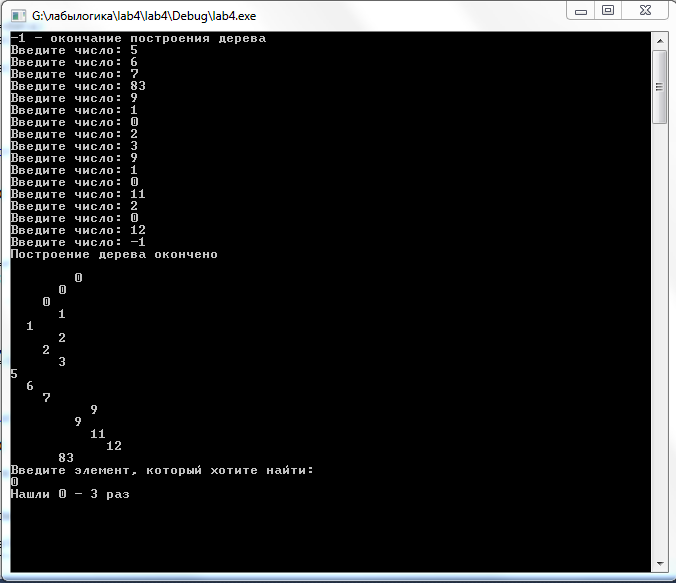 G:\лабылогика\lab4\lab4\Debug\lab4.exe
-1 - окончание построения дерева
Введите число: 5
Введите число: 6
Введите число: 7
Введите число: 83
Введите число: 9
Введите число: 1
Введите число: 0
Введите число: 2
Введите число: 3
Введите число: 9
Введите число: 1
Введите число: 0
Введите число: 11
Введите число: 2
Введите число: 0
Введите число: 12
Введите число: -1
Построение дерева окончено
0
0
0
1
1
2
2
3
5
6
7
9
9
11
12
83
Введите элемент, который хотите найти:
0
Нашли 0 - 3 раз